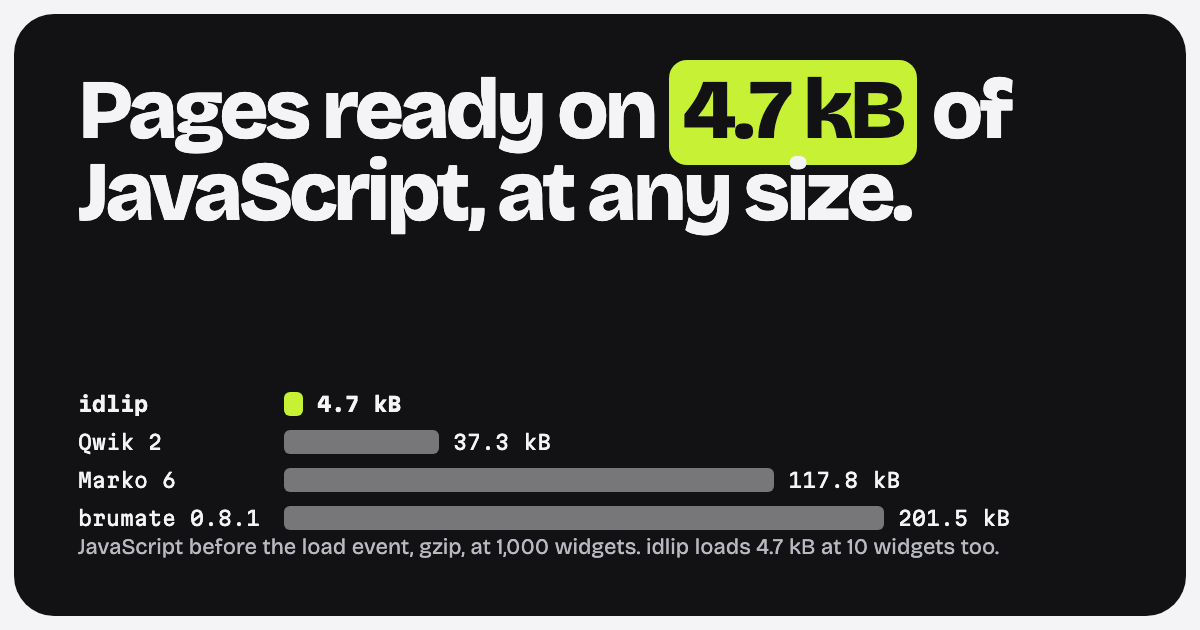 Pages ready on 4.7 kB of
JavaScript, at any size.
idlip 4.7 kB
Qwik 2 37.3 kB
Marko 6 117.8 kB
brumate 0.8.1 201.5 kB
JavaScript before the load event, gzip, at 1,000 widgets. idlip loads 4.7 kB at 10 widgets too.